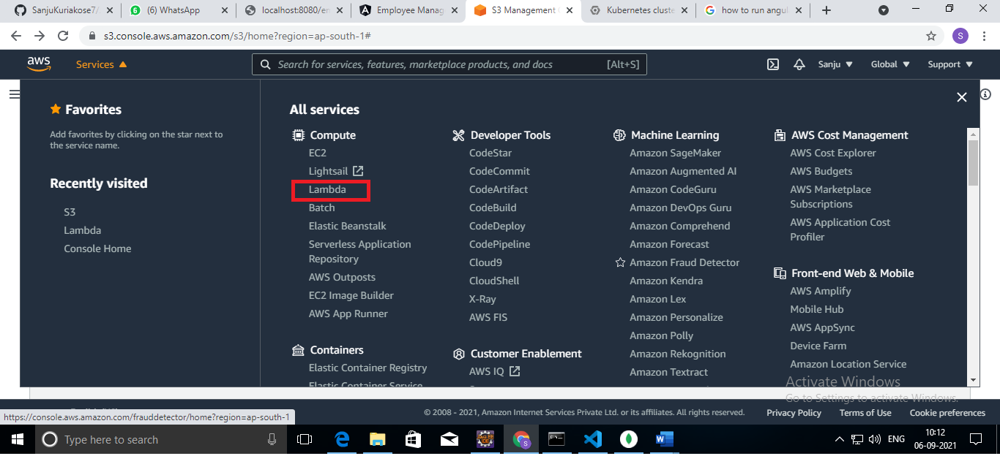 SanjuKuriakose7/
(6) WhatsApp
localhost:8080/en
Employee Manag
S3 Management
Kubernetes cluste
how to run angul
s3.console.aws.amazon.com/s3/home?region=ap-south-1#
S
aws
Services
Search for services, features, marketplace products, and docs
[Alt+S]
Sanju
Global
Support
Favorites
Add favorites by clicking on the star next to
the service name.
Recently visited
S3
Lambda
Console Home
All services
Compute
EC2
Lightsail
Lambda
Batch
Elastic Beanstalk
Serverless Application
Repository
AWS Outposts
EC2 Image Builder
AWS App Runner
Containers
Elastic Container Registry
Elastic Container Service
Developer Tools
CodeStar
CodeCommit
CodeArtifact
CodeBuild
CodeDeploy
CodePipeline
Cloud9
CloudShell
X-Ray
AWS FIS
Customer Enablement
AWS IQ
Machine Learning
Amazon SageMaker
Amazon Augmented AI
Amazon CodeGuru
Amazon DevOps Guru
Amazon Comprehend
Amazon Forecast
Amazon Fraud Detector
Amazon Kendra
Amazon Lex
Amazon Personalize
Amazon Polly
Amazon Rekognition
Amazon Textract
AWS Cost Management
AWS Cost Explorer
AWS Budgets
AWS Marketplace
Subscriptions
AWS Application Cost
Profiler
Front-end Web & Mobile
AWS Amplify
Mobile Hub
AWS AppSync
Device Farm
Amazon Location Service
Activate Windows
Go to Settings to activate Windows.
https://console.aws.amazon.com/frauddetector/home?region=ap-south-1
© 2008 - 2021, Amazon Internet Services Private Ltd. or its affiliates. All rights reserved.
Privacy Policy
Terms of Use
Cookie preferences
Type here to search
ENG
10:12
06-09-2021